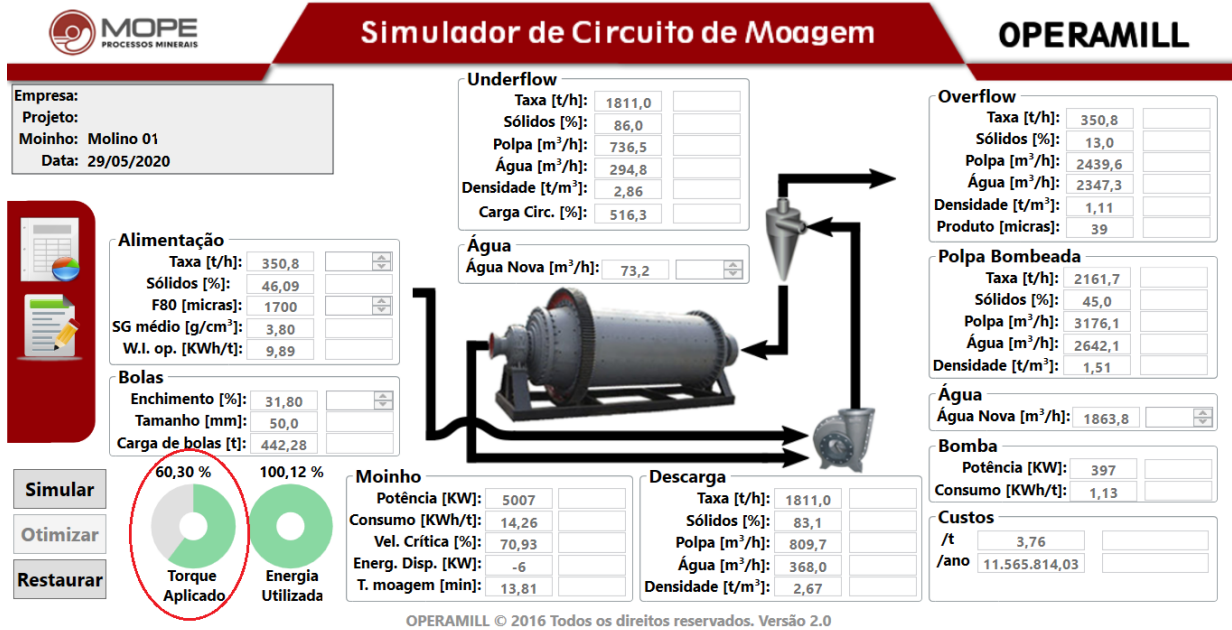 MOPE
PROCESSOS MINERAIS
Simulador de Circuito de Moagem
OPERAMILL
Empresa:
Projeto:
Moinho: Molino 01
Data: 29/05/2020
Underflow
Taxa [t/h]: 1811,0
Sólidos [%]: 86,0
Polpa [m³/h]: 736,5
Água [m³/h]: 294,8
Densidade [t/m³]: 2,86
Carga Circ. [%]: 516,3
Água
Água Nova [m³/h]: 73,2
Overflow
Taxa [t/h]: 350,8
Sólidos [%]: 13,0
Polpa [m³/h]: 2439,6
Água [m³/h]: 2347,3
Densidade [t/m³]: 1,11
Produto [micras]: 39
Alimentação
Taxa [t/h]: 350,8
Sólidos [%]: 46,09
F80 [micras]: 1700
SG médio [g/cm³]: 3,80
W.I. op. [KWh/t]: 9,89
Polpa Bombeada
Taxa [t/h]: 2161,7
Sólidos [%]: 45,0
Polpa [m³/h]: 3176,1
Água [m³/h]: 2642,1
Densidade [t/m³]: 1,51
Bolas
Enchimento [%]: 31,80
Tamanho [mm]: 50,0
Carga de bolas [t]: 442,28
Água
Água Nova [m³/h]: 1863,8
Bomba
Potência [KW]: 397
Consumo [KWh/t]: 1,13
Simular
Otimizar
Restaurar
60,30 %
Torque
Aplicado
100,12 %
Energia
Utilizada
Moinho
Potência [KW]: 5007
Consumo [KWh/t]: 14,26
Vel. Crítica [%]: 70,93
Energ. Disp. [KW]: -6
T. moagem [min]: 13,81
Descarga
Taxa [t/h]: 1811,0
Sólidos [%]: 83,1
Polpa [m³/h]: 809,7
Água [m³/h]: 368,0
Densidade [t/m³]: 2,67
Custos
/t 3,76
/ano 11.565.814,03
OPERAMILL © 2016 Todos os direitos reservados. Versão 2.0